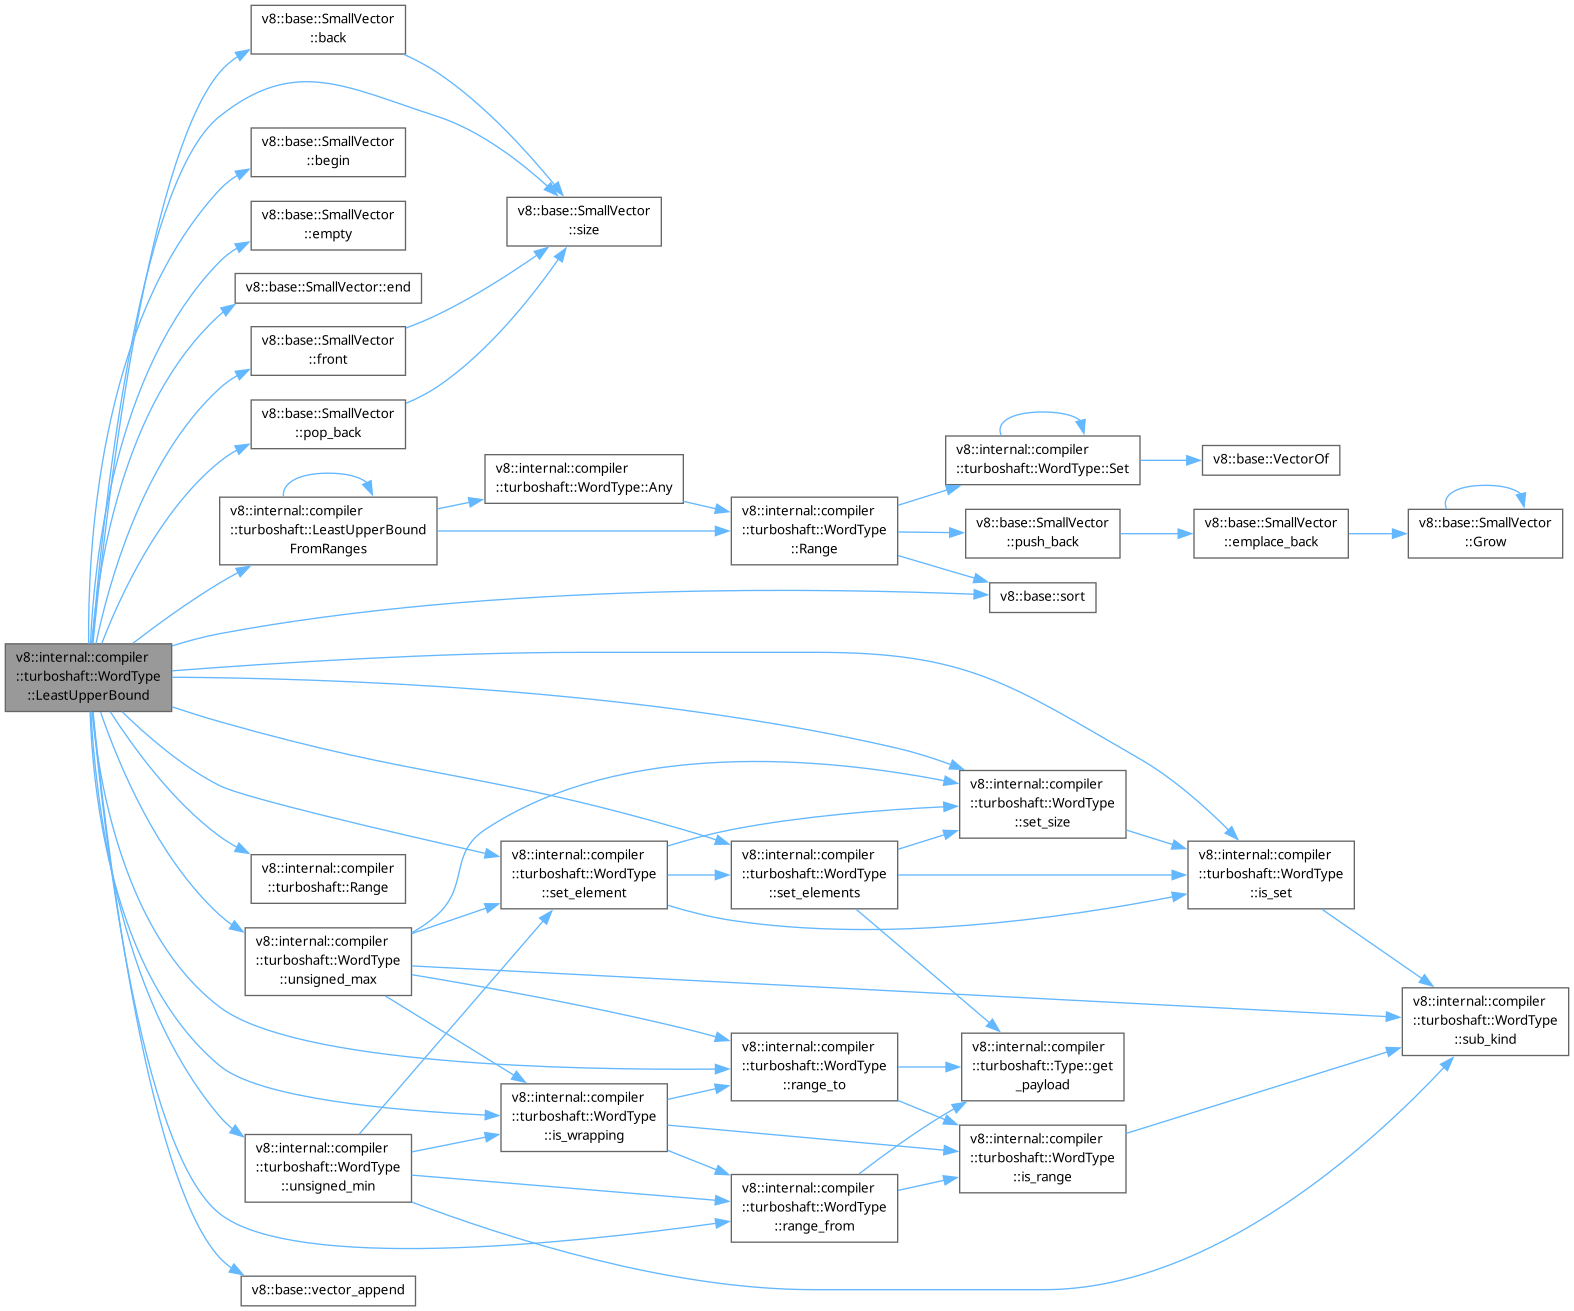 v8::base::SmallVector
::back
v8::base::SmallVector
::begin
v8::base::SmallVector
::empty
v8::base::SmallVector
::size
v8::base::SmallVector::end
v8::base::SmallVector
::front
v8::base::SmallVector
::pop_back
v8::internal::compiler
::turboshaft::WordType::Any
v8::internal::compiler
::turboshaft::WordType::Set
v8::base::VectorOf
v8::internal::compiler
::turboshaft::LeastUpperBound
FromRanges
v8::internal::compiler
::turboshaft::WordType
::Range
v8::base::SmallVector
::push_back
v8::base::SmallVector
::emplace_back
v8::base::SmallVector
::Grow
v8::base::sort
v8::internal::compiler
::turboshaft::WordType
::LeastUpperBound
v8::internal::compiler
::turboshaft::WordType
::set_size
v8::internal::compiler
::turboshaft::Range
v8::internal::compiler
::turboshaft::WordType
::set_element
v8::internal::compiler
::turboshaft::WordType
::set_elements
v8::internal::compiler
::turboshaft::WordType
::is_set
v8::internal::compiler
::turboshaft::WordType
::unsigned_max
v8::internal::compiler
::turboshaft::WordType
::sub_kind
v8::internal::compiler
::turboshaft::WordType
::range_to
v8::internal::compiler
::turboshaft::Type::get
_payload
v8::internal::compiler
::turboshaft::WordType
::is_wrapping
v8::internal::compiler
::turboshaft::WordType
::is_range
v8::internal::compiler
::turboshaft::WordType
::unsigned_min
v8::internal::compiler
::turboshaft::WordType
::range_from
v8::base::vector_append